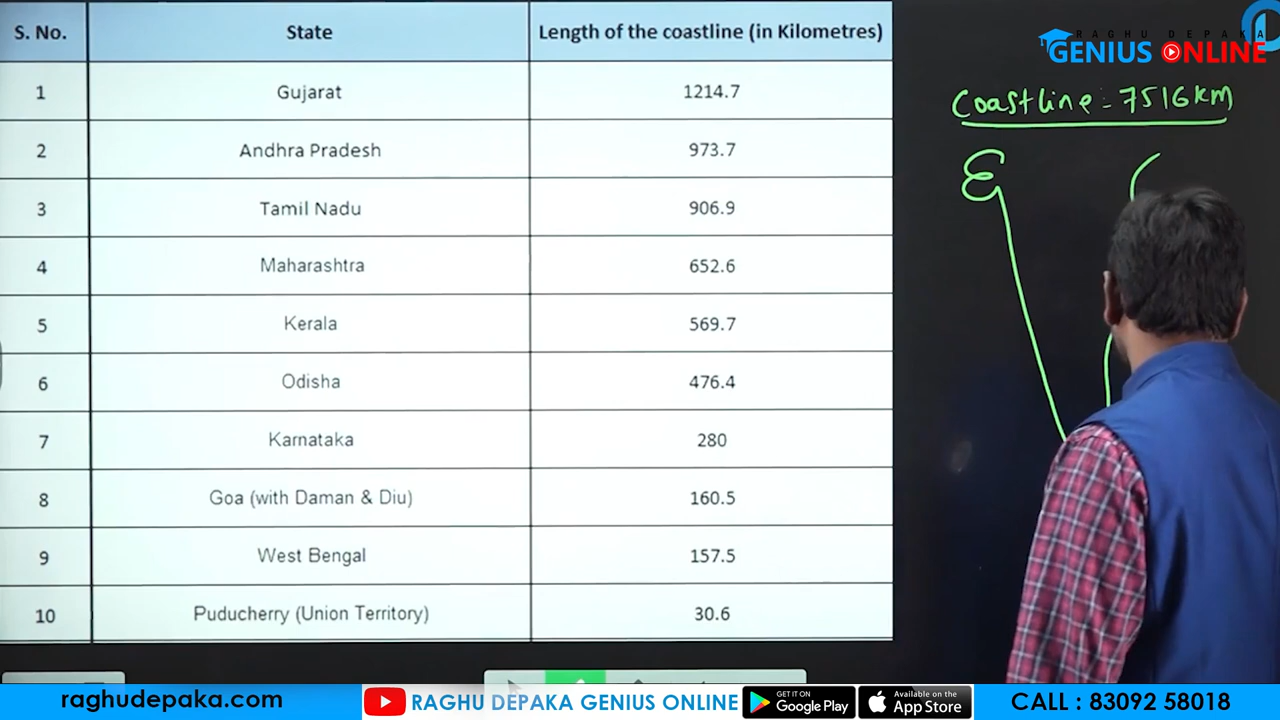 S. No. State Length of the coastline (in Kilometres)
1 Gujarat 1214.7
2 Andhra Pradesh 973.7
3 Tamil Nadu 906.9
4 Maharashtra 652.6
5 Kerala 569.7
6 Odisha 476.4
7 Karnataka 280
8 Goa (with Daman & Diu) 160.5
9 West Bengal 157.5
10 Puducherry (Union Territory) 30.6
RAGHU DEPAKA
GENIUS ONLINE
Coastline:-7516km
E
raghudepaka.com
RAGHU DEPAKA GENIUS ONLINE
GET IT ON
Google Play
Available on the
App Store
CALL : 83092 58018